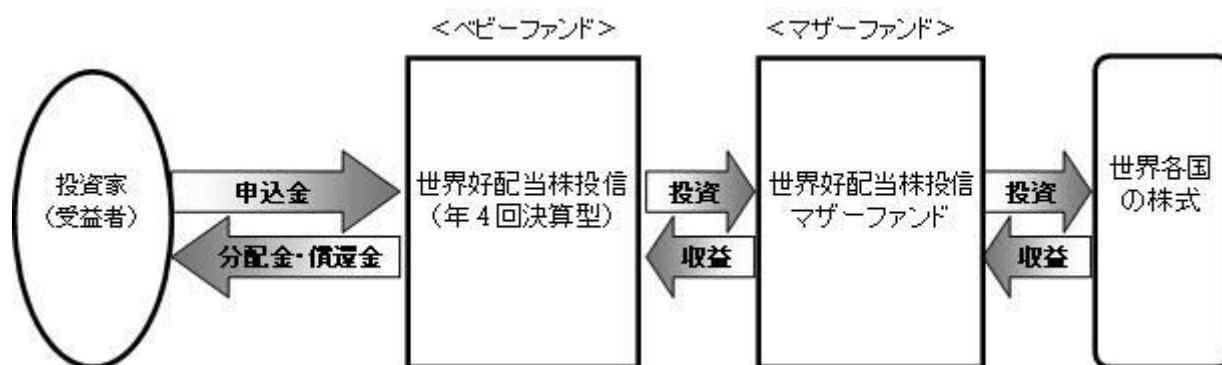 ＜ベビーファンド＞
＜マザーファンド＞
投資家
（受益者）
申込金
分配金・償還金
世界好配当株投信
（年４回決算型）
投資
収益
世界好配当株投信
マザーファンド
投資
収益
世界各国
の株式